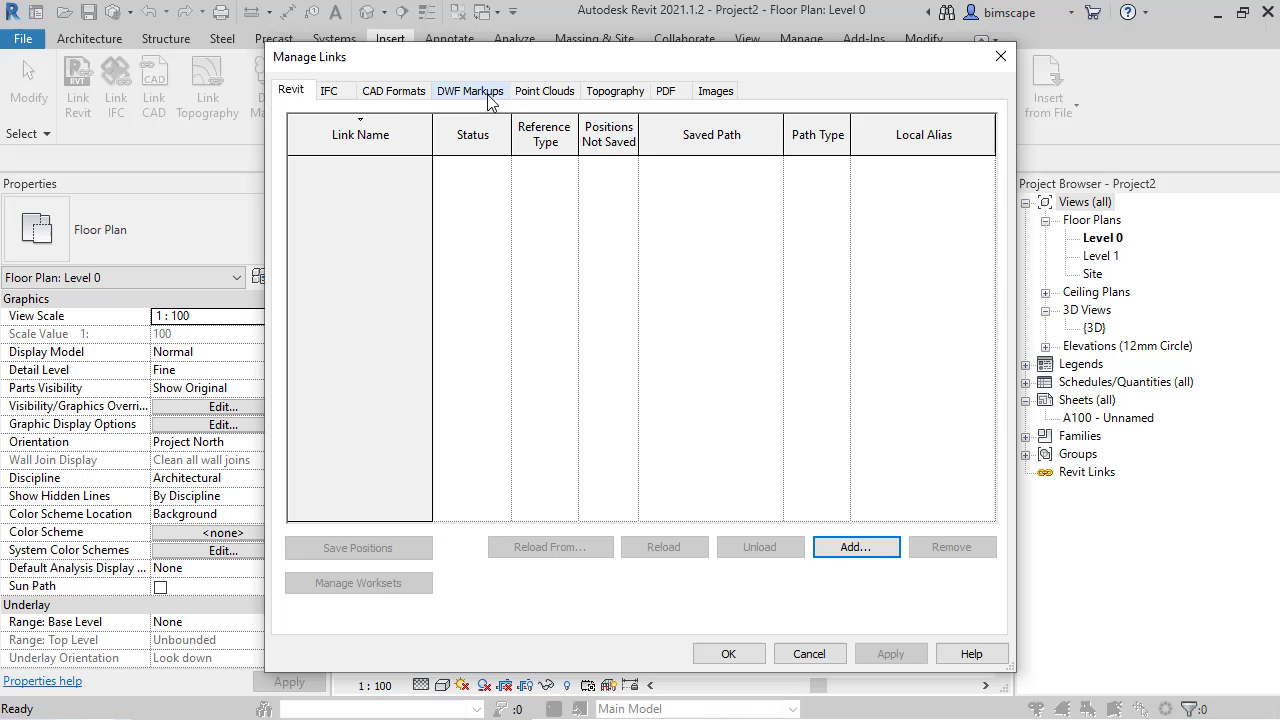 Autodesk Revit 2021.1.2 - Project2 - Floor Plan: Level 0
bimscape
File
Architecture
Structure
Steel
Precast
Systems
Insert
Annotate
Analyze
Massing & Site
Collaborate
View
Manage
Add-Ins
Modify
Modify
Link
Revit
Link
IFC
Link
CAD
Link
Topography
Insert
from File
Select
Manage Links
Revit
IFC
CAD Formats
DWF Markups
Point Clouds
Topography
PDF
Images
Link Name
Status
Reference
Type
Positions
Not Saved
Saved Path
Path Type
Local Alias
Save Positions
Reload From...
Reload
Unload
Add...
Remove
Manage Worksets
OK
Cancel
Apply
Help
Properties
Floor Plan
Floor Plan: Level 0
Graphics
View Scale 1 : 100
Scale Value 1: 100
Display Model Normal
Detail Level Fine
Parts Visibility Show Original
Visibility/Graphics Overri... Edit...
Graphic Display Options Edit...
Orientation Project North
Wall Join Display Clean all wall joins
Discipline Architectural
Show Hidden Lines By Discipline
Color Scheme Location Background
Color Scheme <none>
System Color Schemes Edit...
Default Analysis Display ... None
Sun Path
Underlay
Range: Base Level None
Range: Top Level Unbounded
Underlay Orientation Look down
Properties help
Apply
Project Browser - Project2
Views (all)
Floor Plans
Level 0
Level 1
Site
Ceiling Plans
3D Views
{3D}
Elevations (12mm Circle)
Legends
Schedules/Quantities (all)
Sheets (all)
A100 - Unnamed
Families
Groups
Revit Links
1 : 100
Ready
:0
Main Model
:0